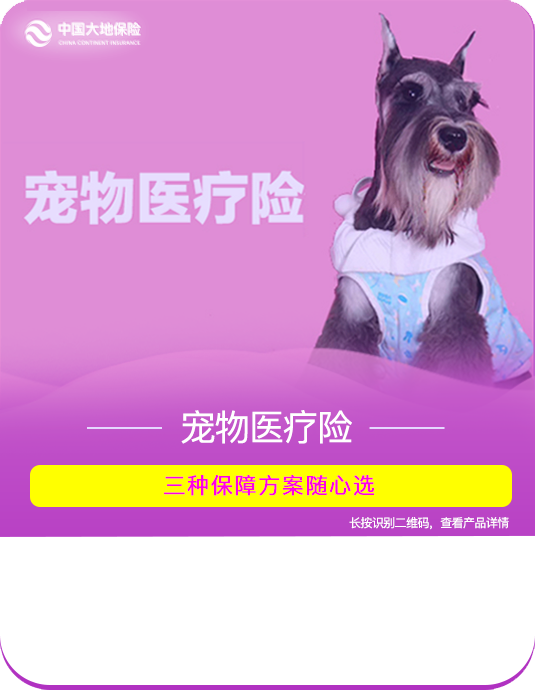 中国大地保险
CHINA CONTINENT INSURANCE
宠物医疗险
宠物医疗险
三种保障方案随心选
长按识别二维码，查看产品详情